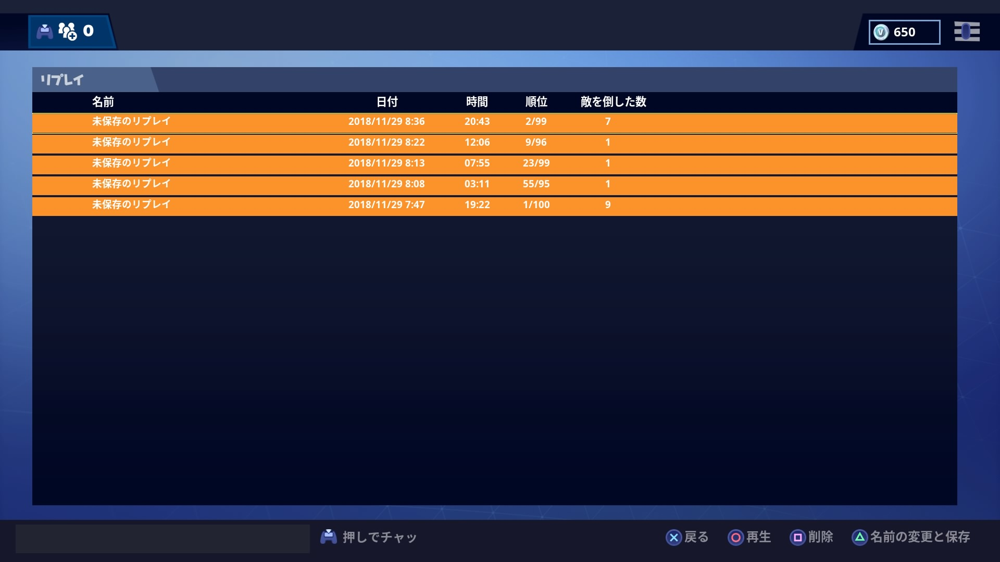 0
650
リプレイ
名前 日付 時間 順位 敵を倒した数
未保存のリプレイ 2018/11/29 8:36 20:43 2/99 7
未保存のリプレイ 2018/11/29 8:22 12:06 9/96 1
未保存のリプレイ 2018/11/29 8:13 07:55 23/99 1
未保存のリプレイ 2018/11/29 8:08 03:11 55/95 1
未保存のリプレイ 2018/11/29 7:47 19:22 1/100 9
押してチャッ 戻る 再生 削除 名前の変更と保存